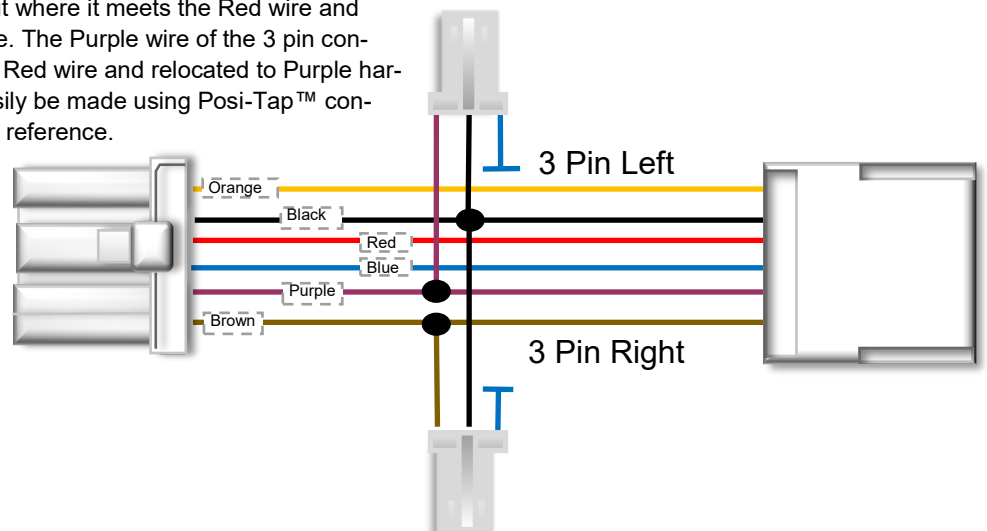 ut where it meets the Red wire and
e. The Purple wire of the 3 pin con-
Red wire and relocated to Purple har-
sily be made using Posi-Tap™ con-
reference.
3 Pin Left
Orange
Black
Red
Blue
Purple
Brown
3 Pin Right